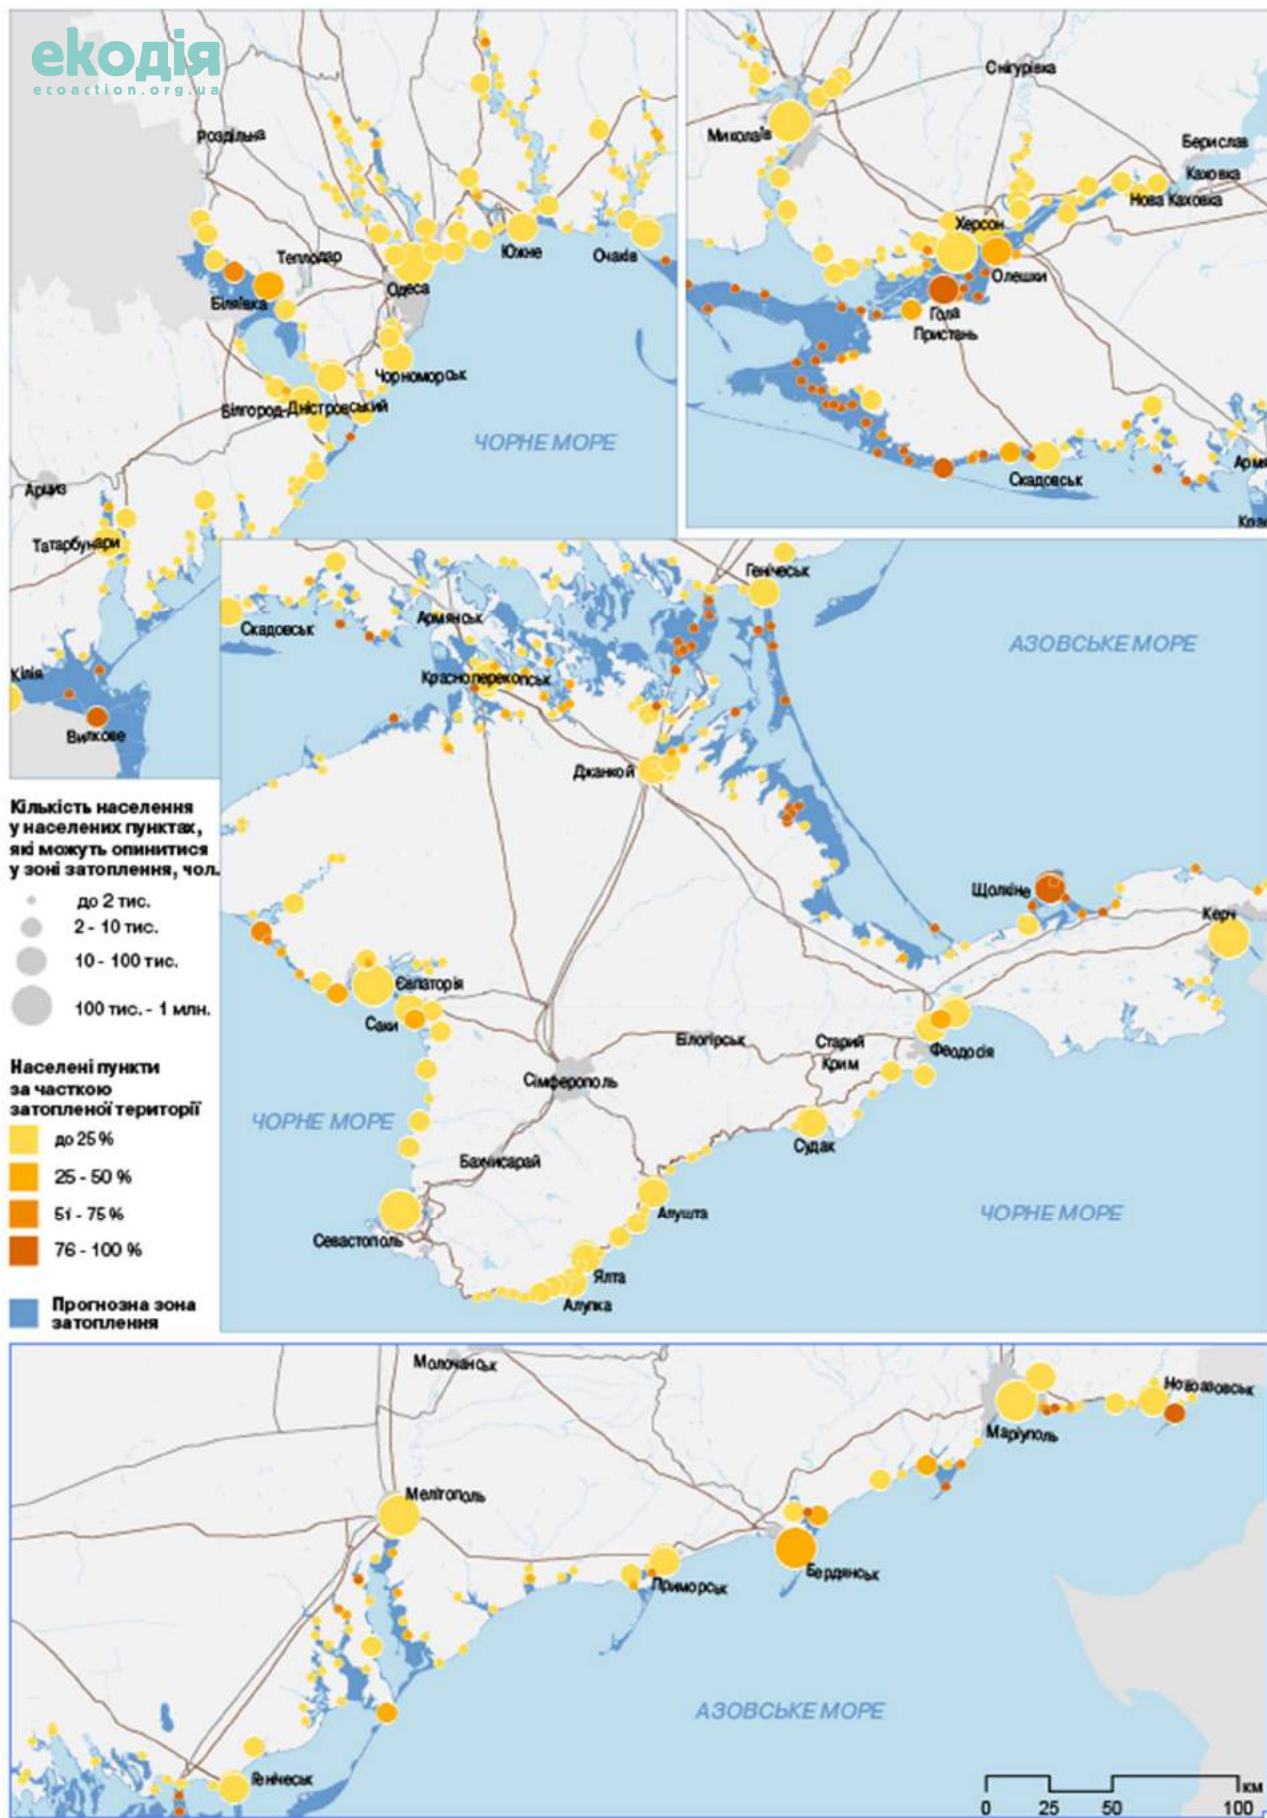 екодія
ecoaction.org.ua
Роздільна
Теплодар
Біляївка
Одеса
Южне
Очаків
Чорноморськ
Білгород-Дністровський
ЧОРНЕ МОРЕ
Арциз
Татарбунари
Кілія
Вилкове
Снігурівка
Миколаїв
Берислав
Каховка
Нова Каховка
Херсон
Олешки
Гола
Пристань
Скадовськ
Генічеськ
Армянськ
Скадовськ
АЗОВСЬКЕ МОРЕ
Красноперекопськ
Джанкой
Щолкіне
Керч
Євпаторія
Саки
Білогірськ
Старий
Крим
Феодосія
Сімферополь
ЧОРНЕ МОРЕ
Судак
Бахчисарай
Алушта
ЧОРНЕ МОРЕ
Севастополь
Ялта
Алупка
Кількість населення
у населених пунктах,
які можуть опинитися
у зоні затоплення, чол.
до 2 тис.
2 - 10 тис.
10 - 100 тис.
100 тис. - 1 млн.
Населені пункти
за часткою
затопленої території
до 25 %
25 - 50 %
51 - 75 %
76 - 100 %
Прогнозна зона
затоплення
Молочанськ
Новоазовськ
Маріуполь
Мелітополь
Бердянськ
Приморськ
АЗОВСЬКЕ МОРЕ
Генічеськ
км
0 25 50 100